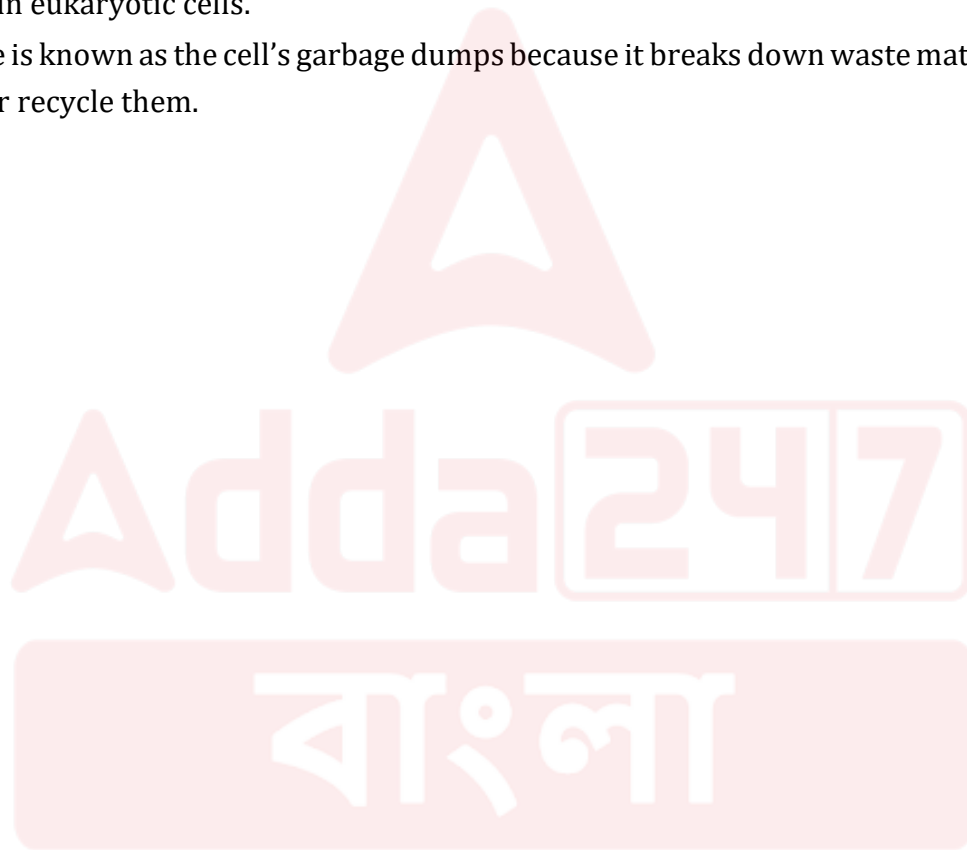 in eukaryotic cells.
e is known as the cell’s garbage dumps because it breaks down waste mat
r recycle them.
Adda247
বাংলা